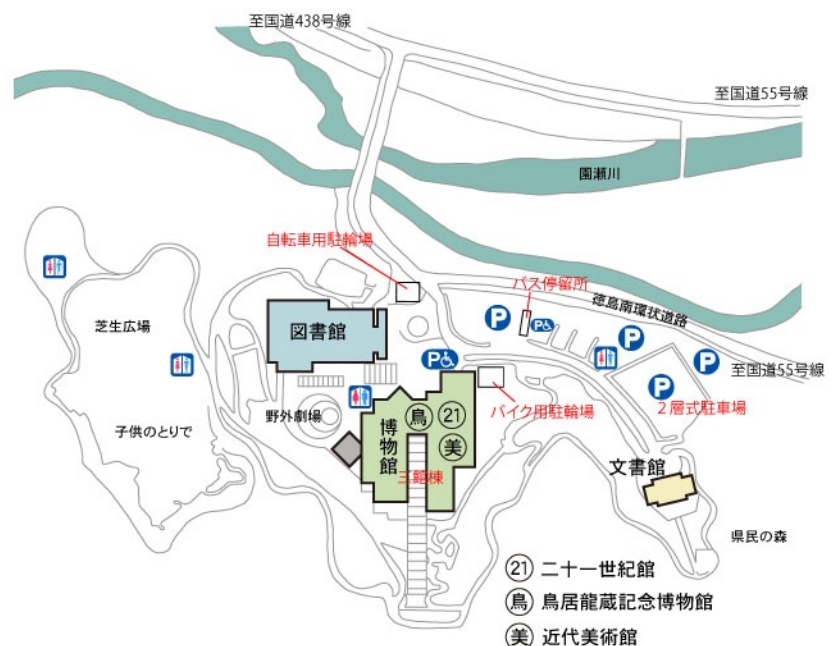 至国道438号線
至国道55号線
園瀬川
自転車用駐輪場
バス停留所
徳島南環状道路
芝生広場
図書館
P
P
P
P
P
P
至国道55号線
2層式駐車場
バイク用駐輪場
野外劇場
鳥
21
博物館
美
子供のとりで
三館棟
文書館
県民の森
21 二十一世紀館
鳥 鳥居龍蔵記念博物館
美 近代美術館